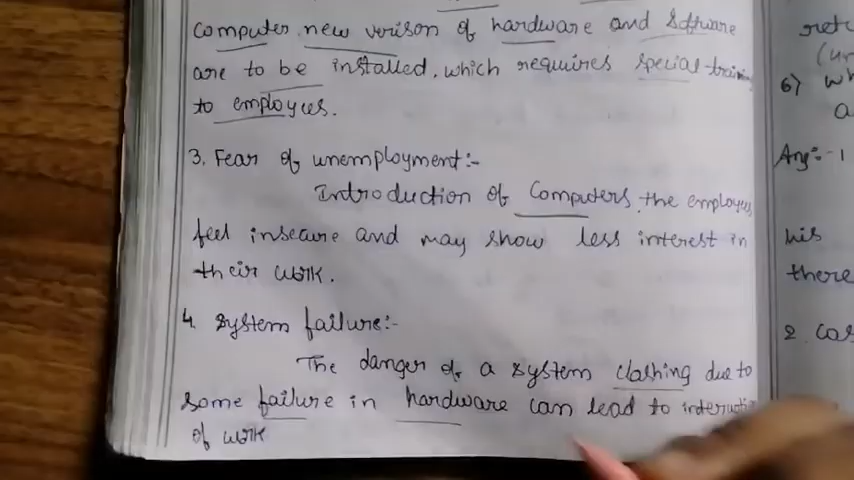 computer new verison of hardware and software
are to be installed, which requires special training
to employees.
3. Fear of unemployment:-
Introduction of Computers, the employees
feel insecure and may show less interest in
their work.
4. System failure:-
The danger of a system clashing due to
some failure in hardware can lead to
of work
6)
Ans:- 1
his
there
2